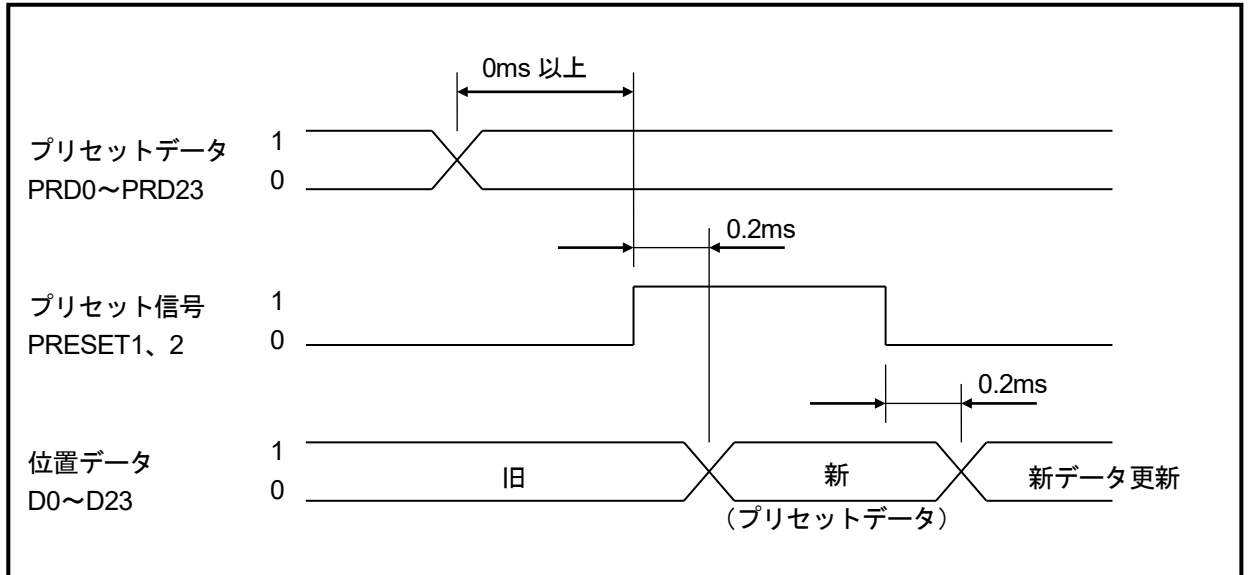 0ms 以上
プリセットデータ 1
PRD0～PRD23 0
0.2ms
プリセット信号 1
PRESET1、2 0
0.2ms
位置データ 1
旧 新 新データ更新
D0～D23 0
（プリセットデータ）